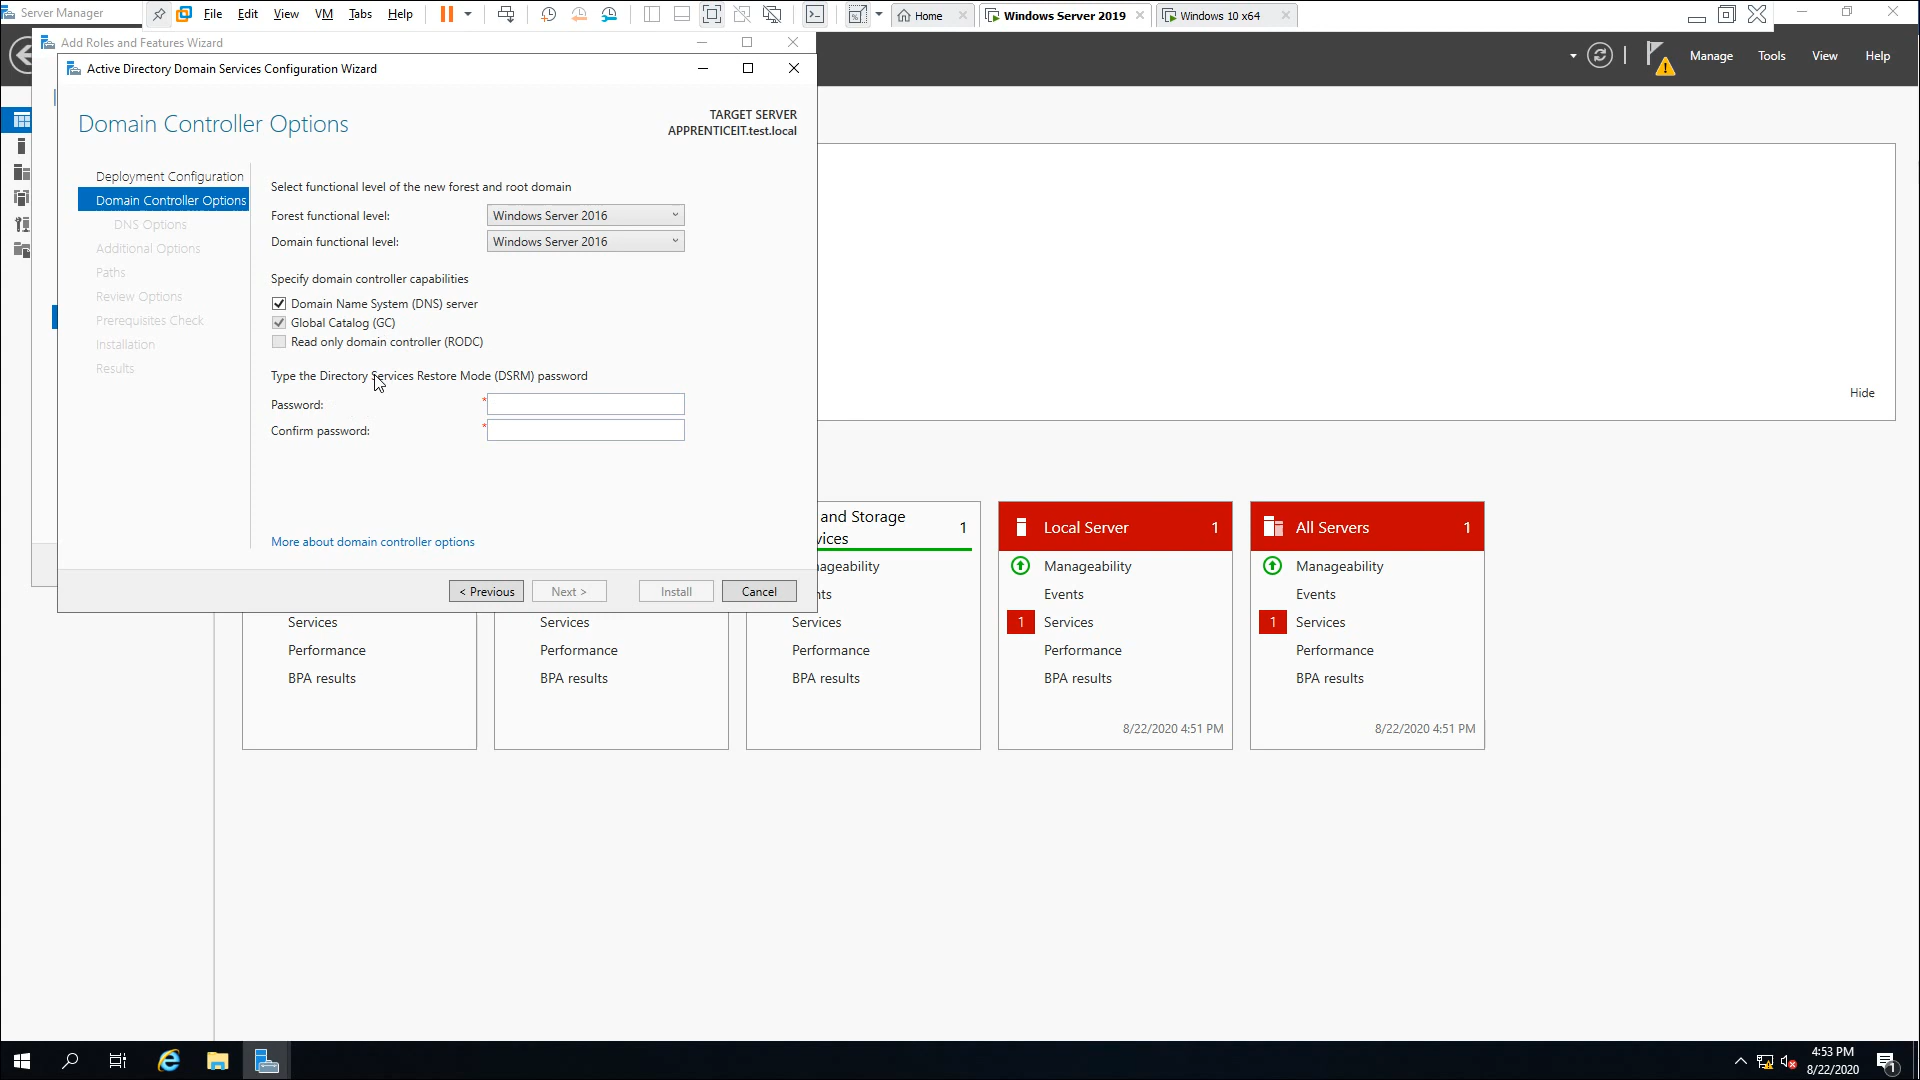 Server Manager
File Edit View VM Tabs Help
Home
Windows Server 2019
Windows 10 x64
Add Roles and Features Wizard
Manage Tools View Help
Active Directory Domain Services Configuration Wizard
Domain Controller Options
TARGET SERVER
APPRENTICEIT.test.local
Deployment Configuration
Domain Controller Options
DNS Options
Additional Options
Paths
Review Options
Prerequisites Check
Installation
Results
Select functional level of the new forest and root domain
Forest functional level: Windows Server 2016
Domain functional level: Windows Server 2016
Specify domain controller capabilities
Domain Name System (DNS) server
Global Catalog (GC)
Read only domain controller (RODC)
Type the Directory Services Restore Mode (DSRM) password
Password: *
Confirm password: *
More about domain controller options
< Previous Next > Install Cancel
Hide
and Storage
vices
1
nageability
nts
Services
Performance
BPA results
Services
Performance
BPA results
Services
Performance
BPA results
Local Server 1
Manageability
Events
1 Services
Performance
BPA results
8/22/2020 4:51 PM
All Servers 1
Manageability
Events
1 Services
Performance
BPA results
8/22/2020 4:51 PM
4:53 PM
8/22/2020
1